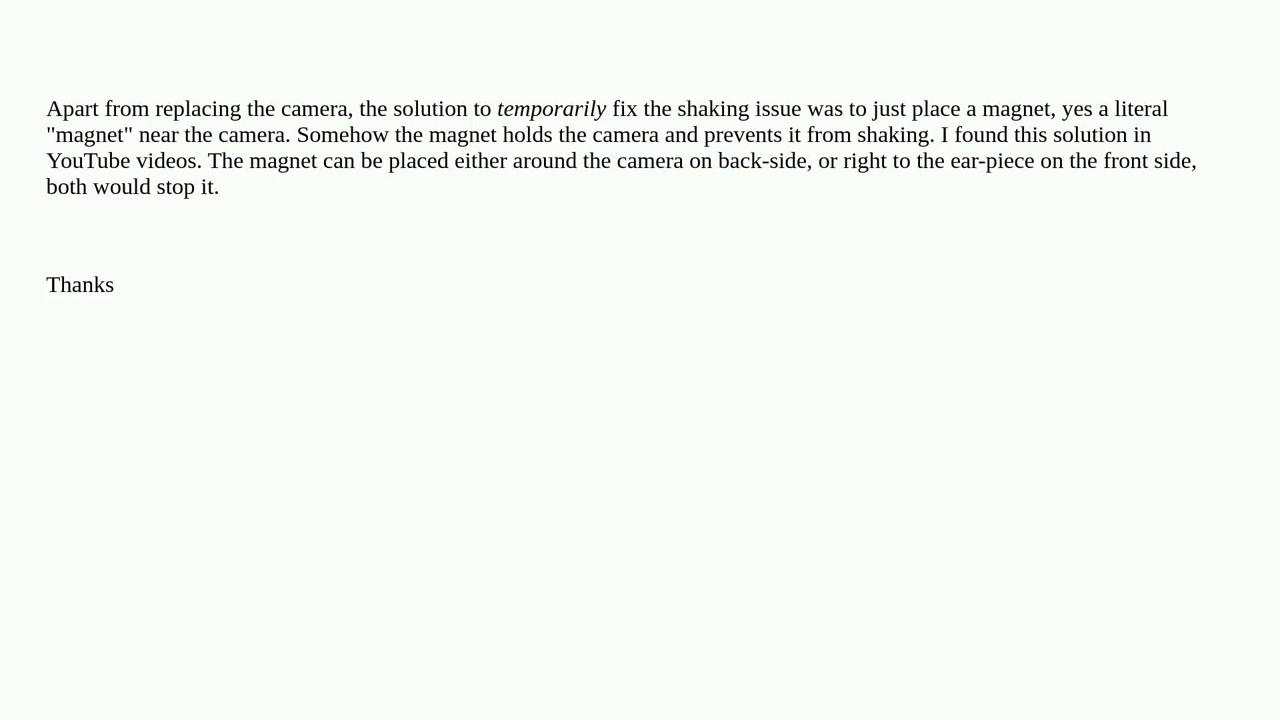 Apart from replacing the camera, the solution to temporarily fix the shaking issue was to just place a magnet, yes a literal
"magnet" near the camera. Somehow the magnet holds the camera and prevents it from shaking. I found this solution in
YouTube videos. The magnet can be placed either around the camera on back-side, or right to the ear-piece on the front side,
both would stop it.
Thanks